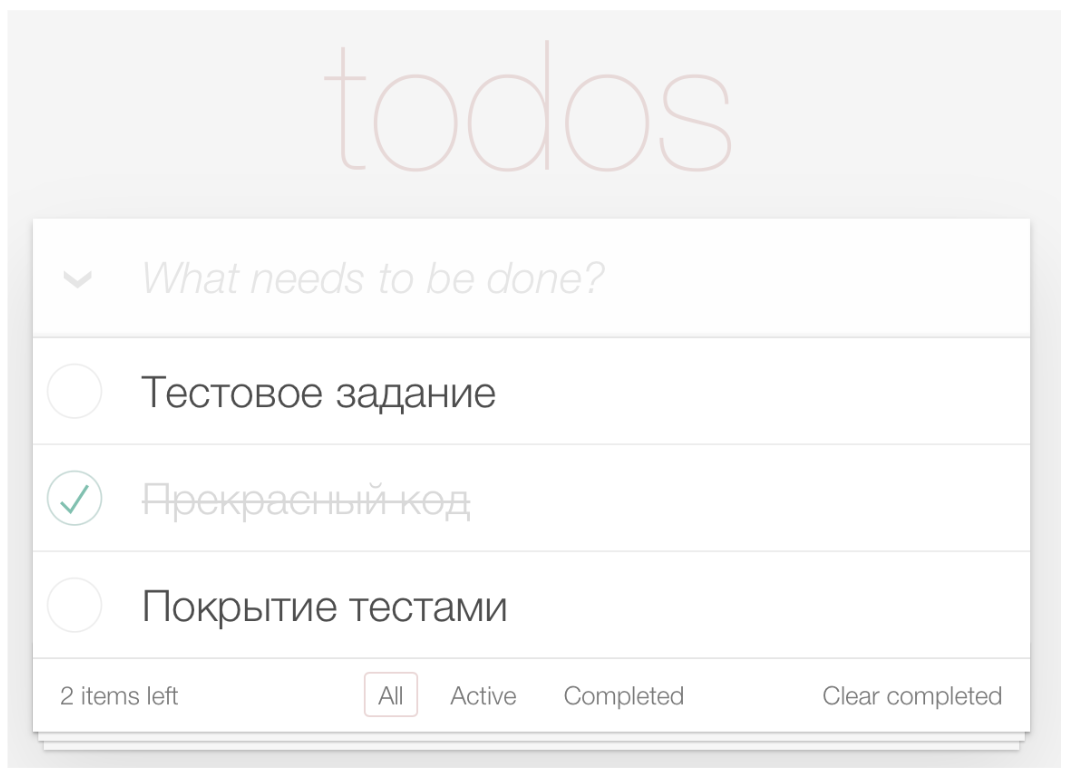 todos
What needs to be done?
Тестовое задание
Прекрасный код
Покрытие тестами
2 items left All Active Completed Clear completed